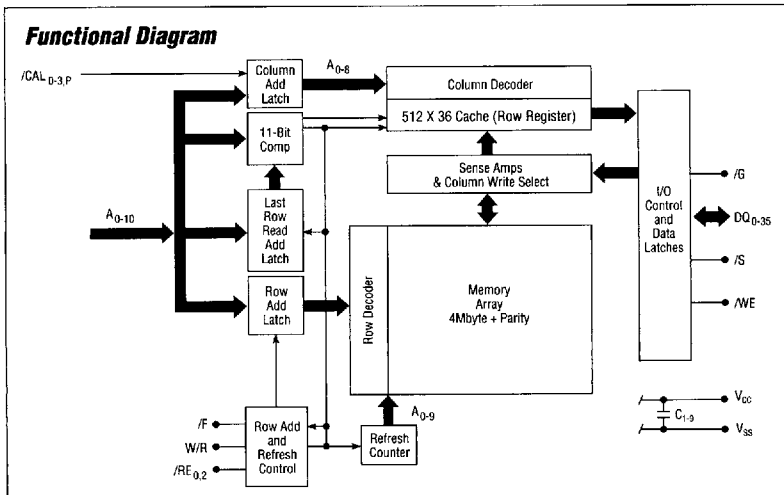 Functional Diagram
/CAL0-3,P
Column
Add
Latch
A0-8
Column Decoder
512 X 36 Cache (Row Register)
11-Bit
Comp
Sense Amps
& Column Write Select
/G
I/O
Control
and
Data
Latches
DQ0-35
/S
/WE
A0-10
Last
Row
Read
Add
Latch
Row
Add
Latch
Row Decoder
Memory
Array
4Mbyte + Parity
/F
W/R
/RE0,2
Row Add
and
Refresh
Control
A0-9
Refresh
Counter
VCC
C1-9
VSS